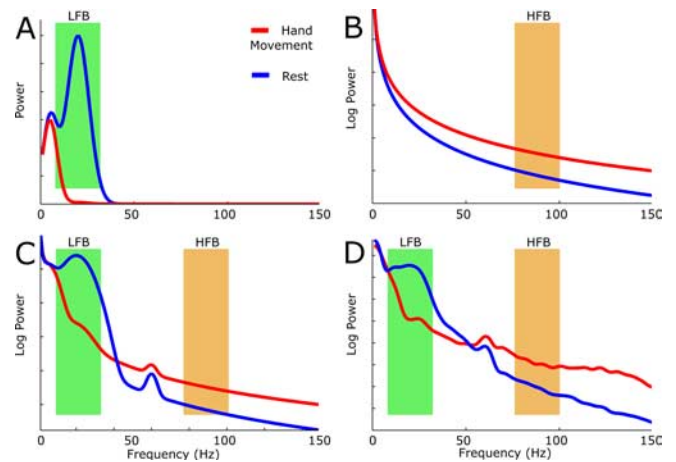 A
LFB
Hand
Movement
Rest
Power
0
50
100
150
B
HFB
Log Power
0
50
100
150
C
LFB
HFB
Log Power
0
50
100
150
Frequency (Hz)
D
LFB
HFB
Log Power
0
50
100
150
Frequency (Hz)